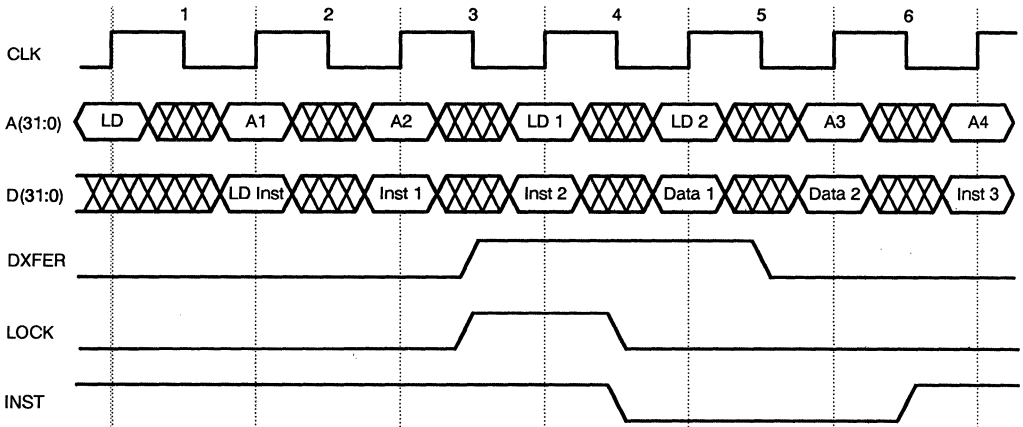 1 2 3 4 5 6
CLK
A(31:0) LD A1 A2 LD 1 LD 2 A3 A4
D(31:0) LD Inst Inst 1 Inst 2 Data 1 Data 2 Inst 3
DXFER
LOCK
INST